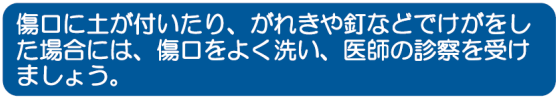 傷口に土が付いたり、がれきや釘などでけがをし
た場合には、傷口をよく洗い、医師の診察を受け
ましょう。